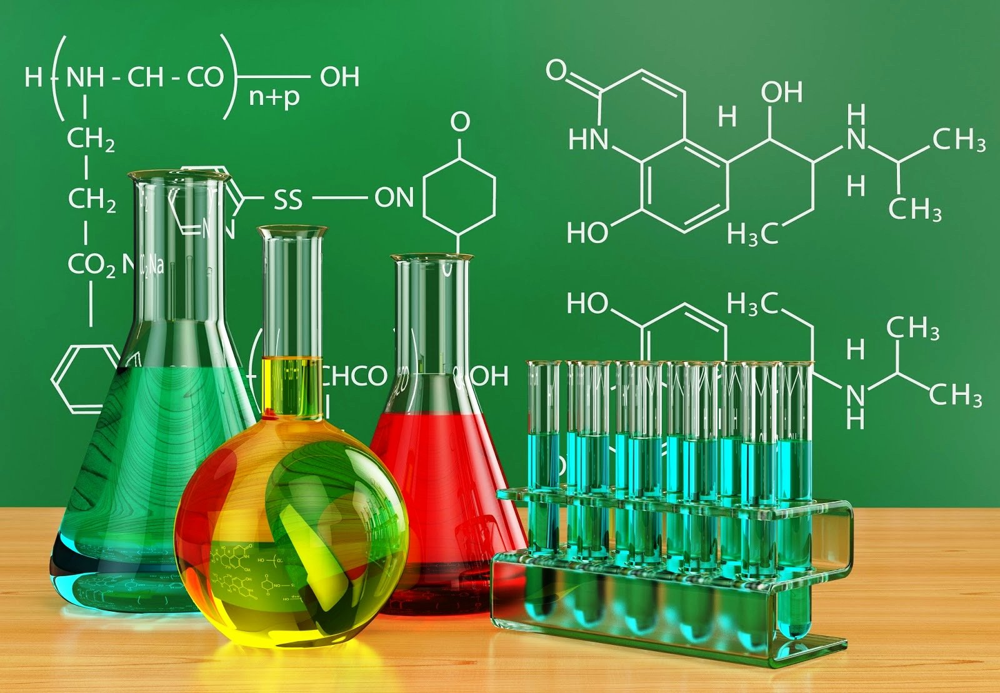 H ( NH - CH - CO ) n+p OH
CH2
CH2
CO2 Na
N
SS ON
O
CHCO OH
O
HN
HO
H
OH
H
N
H
CH3
CH3
H3C
HO
H3C
H
N
H
CH3
CH3